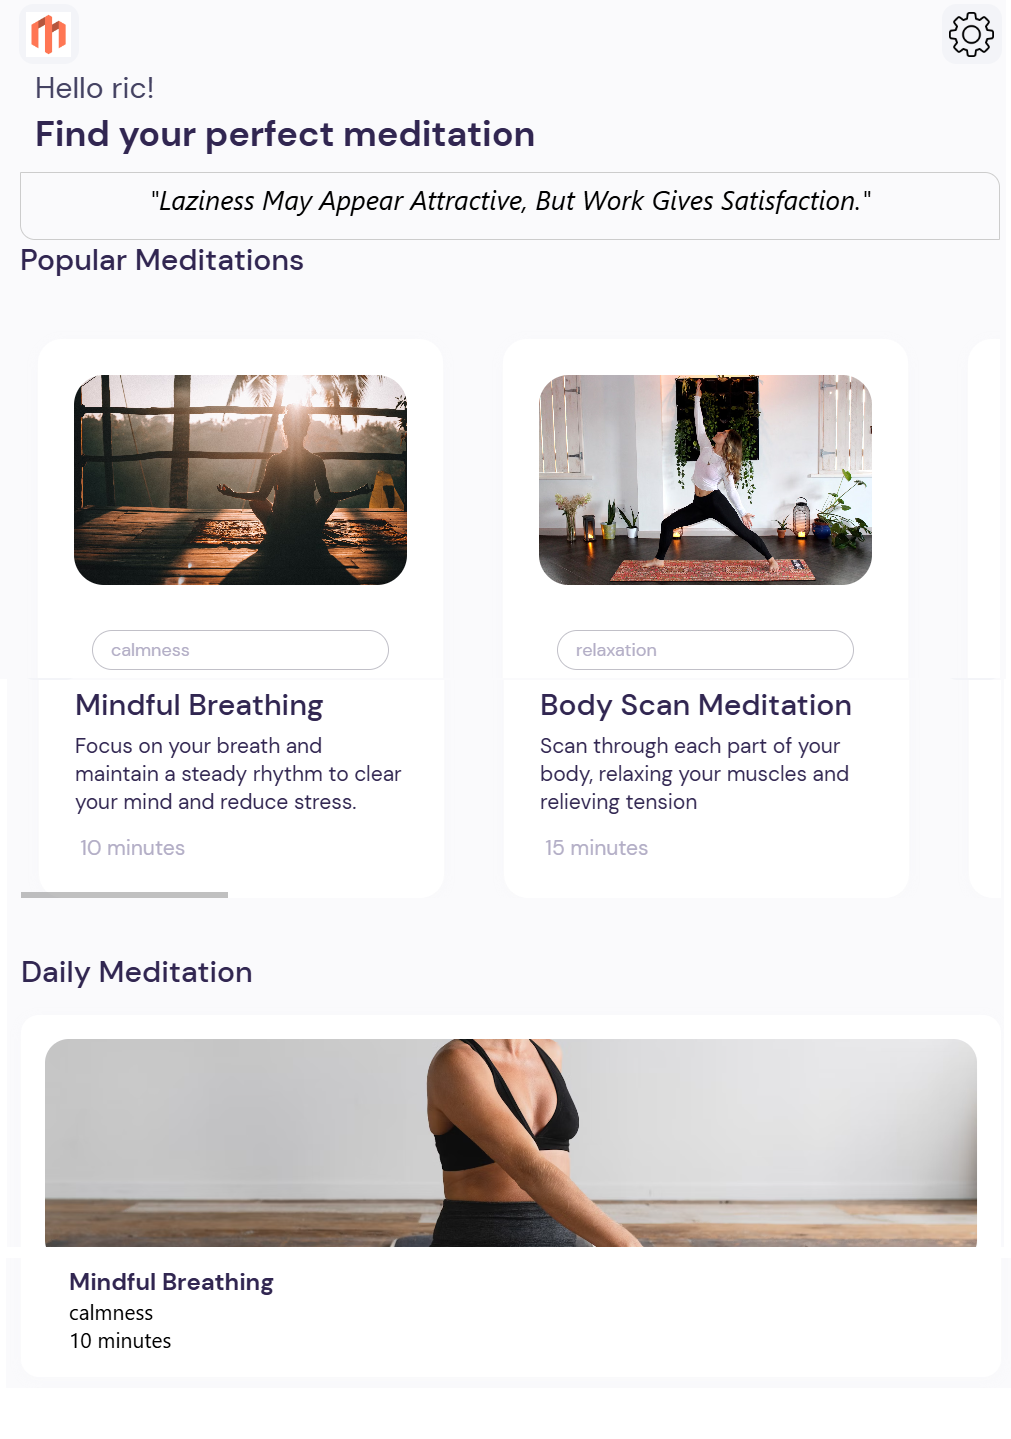 Hello ric!
Find your perfect meditation
"Laziness May Appear Attractive, But Work Gives Satisfaction."
Popular Meditations
calmness
Mindful Breathing
Focus on your breath and
maintain a steady rhythm to clear
your mind and reduce stress.
10 minutes
relaxation
Body Scan Meditation
Scan through each part of your
body, relaxing your muscles and
relieving tension
15 minutes
Daily Meditation
Mindful Breathing
calmness
10 minutes